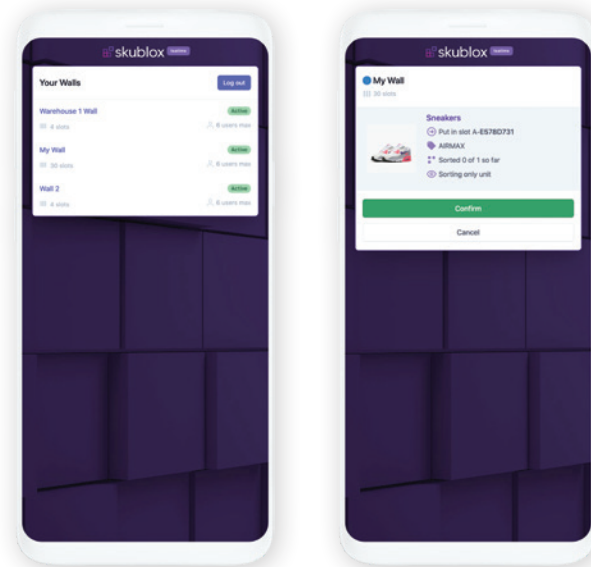 skublox
Your Walls
Log out
Warehouse 1 Wall
Active
4 slots
6 users max
My Wall
Active
30 slots
6 users max
Wall 2
Active
4 slots
6 users max
skublox
My Wall
30 slots
Sneakers
Put in slot A-E578D731
AIRMAX
Sorted 0 of 1 so far
Sorting only unit
Confirm
Cancel